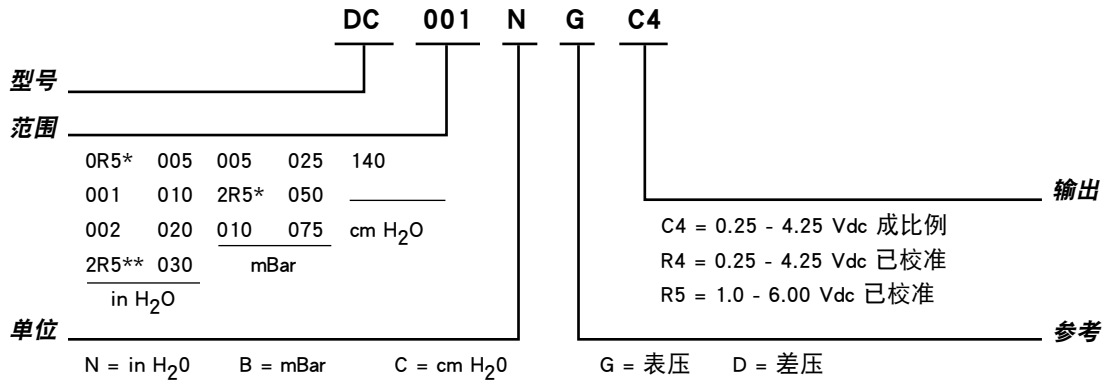 DC 001 N G C4
型号
范围
0R5* 005 005 025 140
001 010 2R5* 050
002 020 010 075 cm H₂O
2R5** 030 mBar
in H₂O
输出
C4 = 0.25 - 4.25 Vdc 成比例
R4 = 0.25 - 4.25 Vdc 已校准
R5 = 1.0 - 6.00 Vdc 已校准
单位
N = in H₂0 B = mBar C = cm H₂0
参考
G = 表压 D = 差压